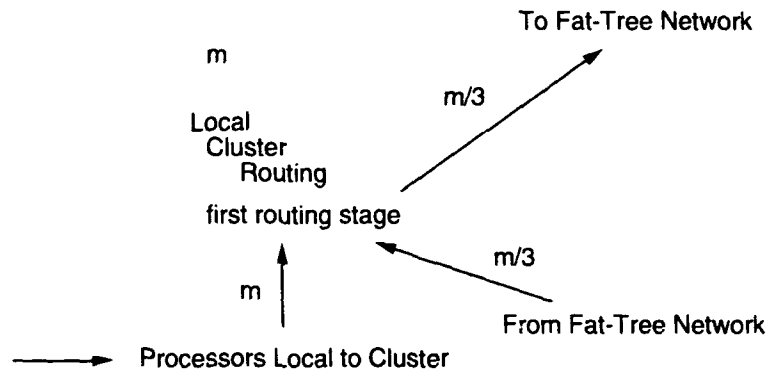 To Fat-Tree Network
m
m/3
Local
Cluster
Routing
first routing stage
m/3
m
From Fat-Tree Network
Processors Local to Cluster